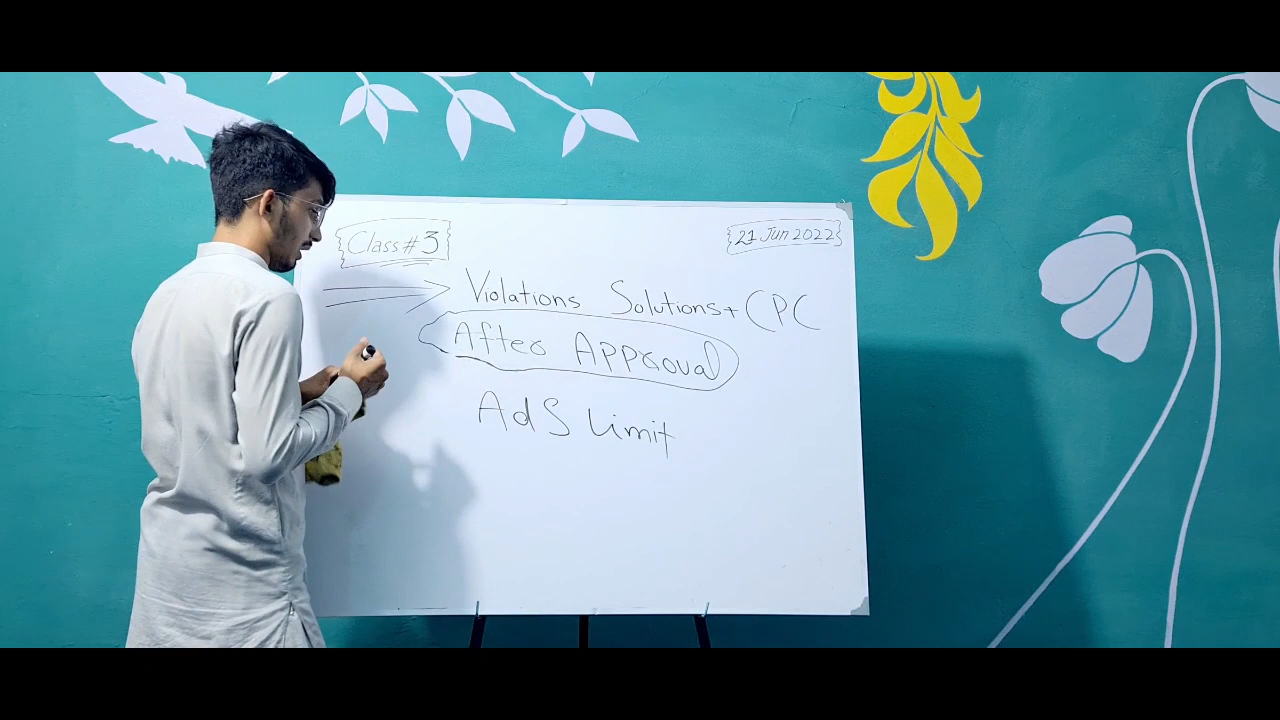 Class # 3
21 Jun 2022
Violations Solutions + CPC
After Approval
AdS Limit